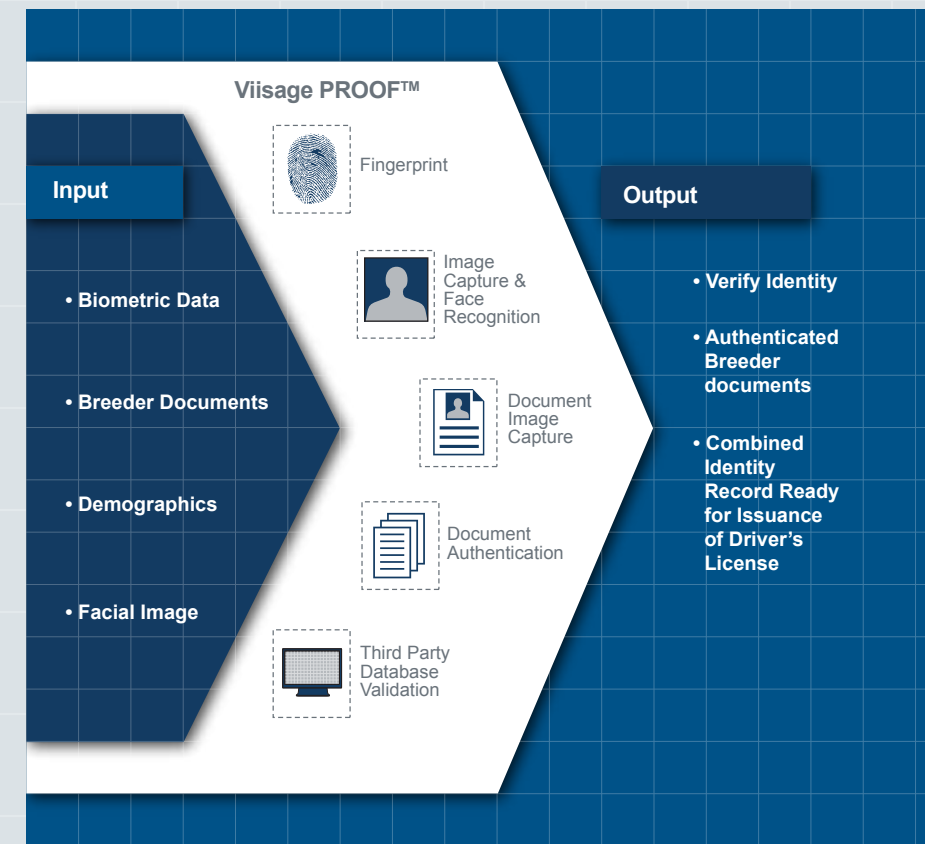 Viisage PROOF™
Input
• Biometric Data
• Breeder Documents
• Demographics
• Facial Image
Fingerprint
Image
Capture &
Face
Recognition
Document
Image
Capture
Document
Authentication
Third Party
Database
Validation
Output
• Verify Identity
• Authenticated
Breeder
documents
• Combined
Identity
Record Ready
for Issuance
of Driver’s
License